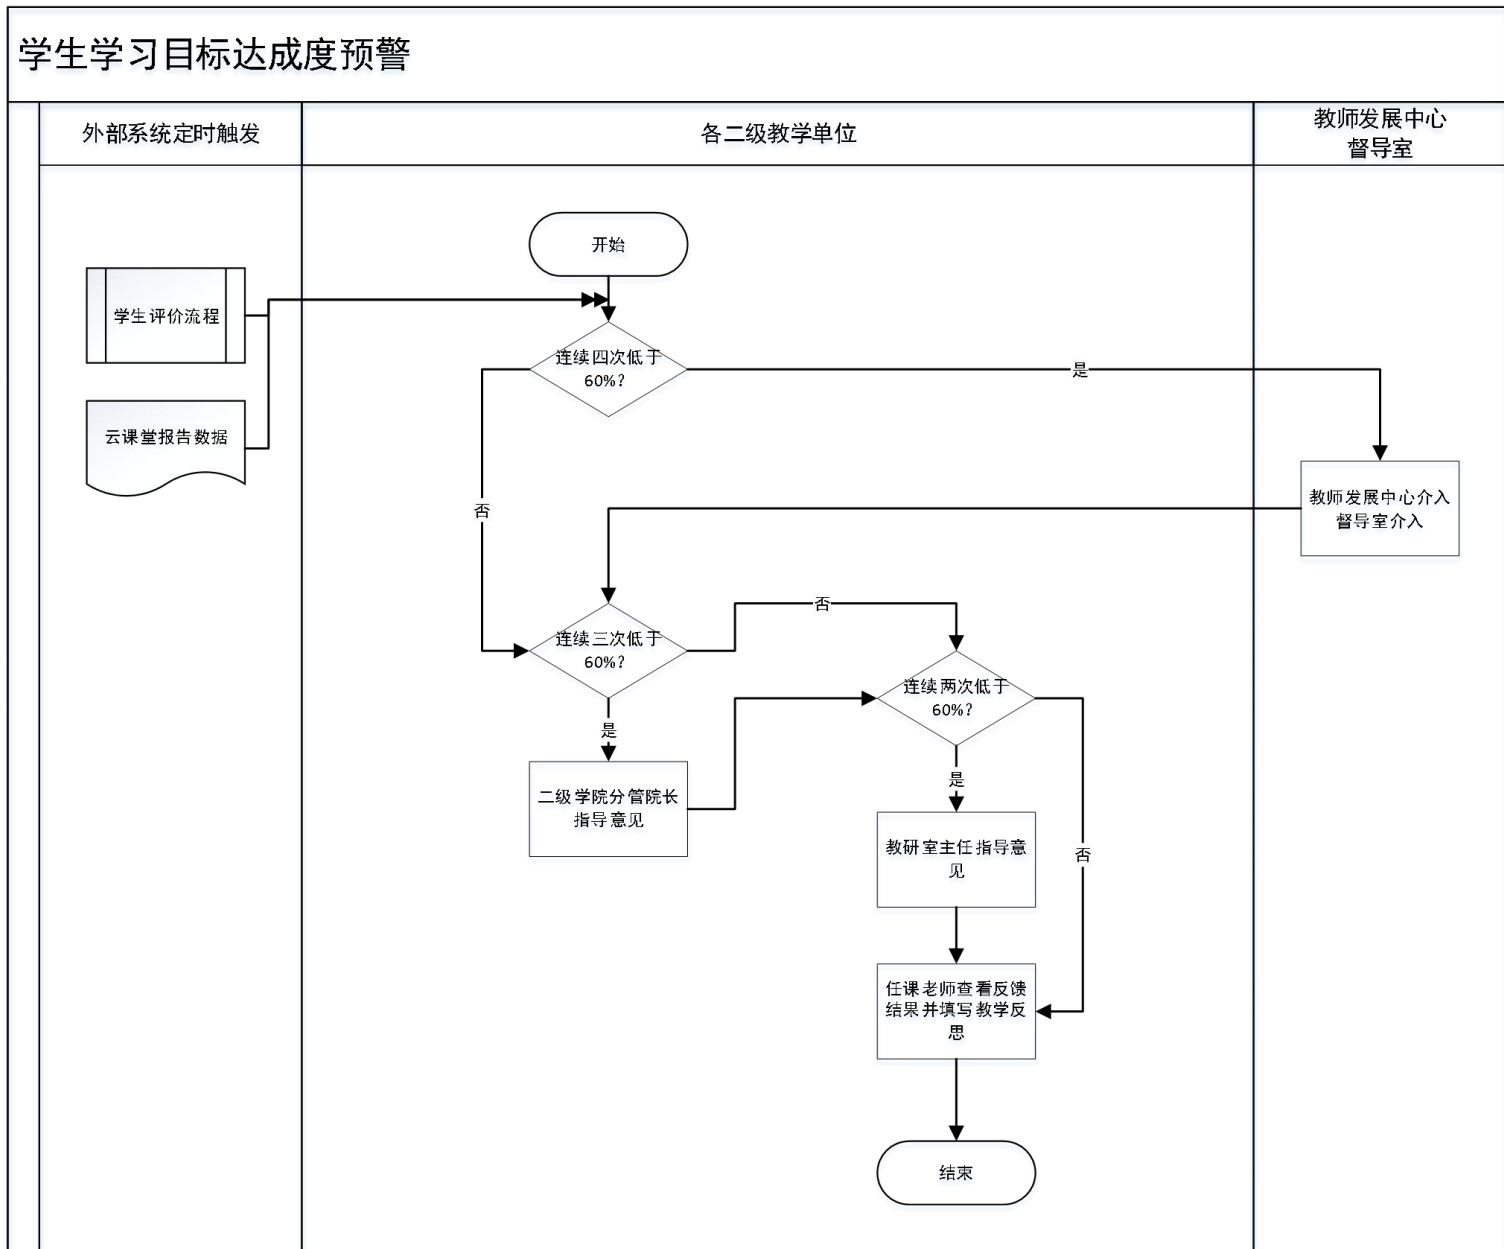 学生学习目标达成度预警
外部系统定时触发
各二级教学单位
教师发展中心
督导室
开始
学生评价流程
连续四次低于
60%?
是
云课堂报告数据
否
教师发展中心介入
督导室介入
否
连续三次低于
60%?
连续两次低于
60%?
是
是
二级学院分管院长
指导意见
教研室主任指导意
见
否
任课老师查看反馈
结果并填写教学反
思
结束